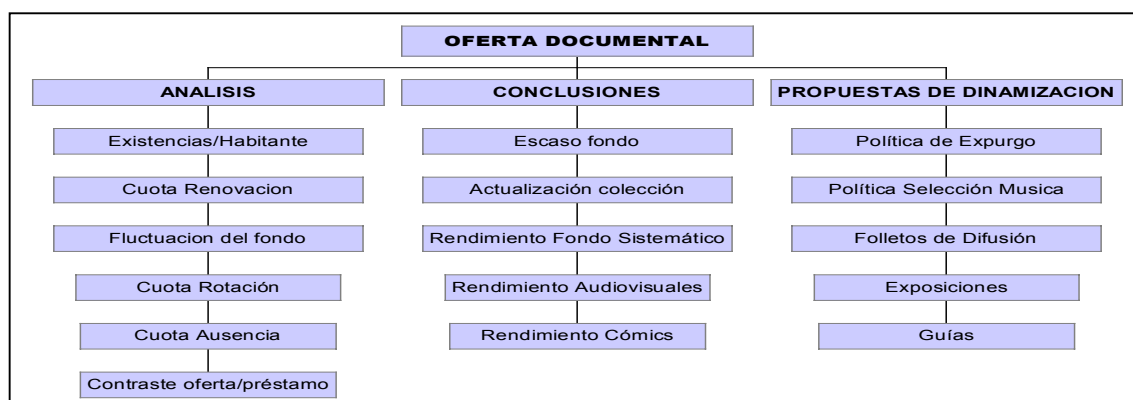 OFERTA DOCUMENTAL
ANALISIS
Existencias/Habitante
Cuota Renovacion
Fluctuacion del fondo
Cuota Rotación
Cuota Ausencia
Contraste oferta/préstamo
CONCLUSIONES
Escaso fondo
Actualización colección
Rendimiento Fondo Sistemático
Rendimiento Audiovisuales
Rendimiento Cómics
PROPUESTAS DE DINAMIZACION
Política de Expurgo
Política Selección Musica
Folletos de Difusión
Exposiciones
Guías